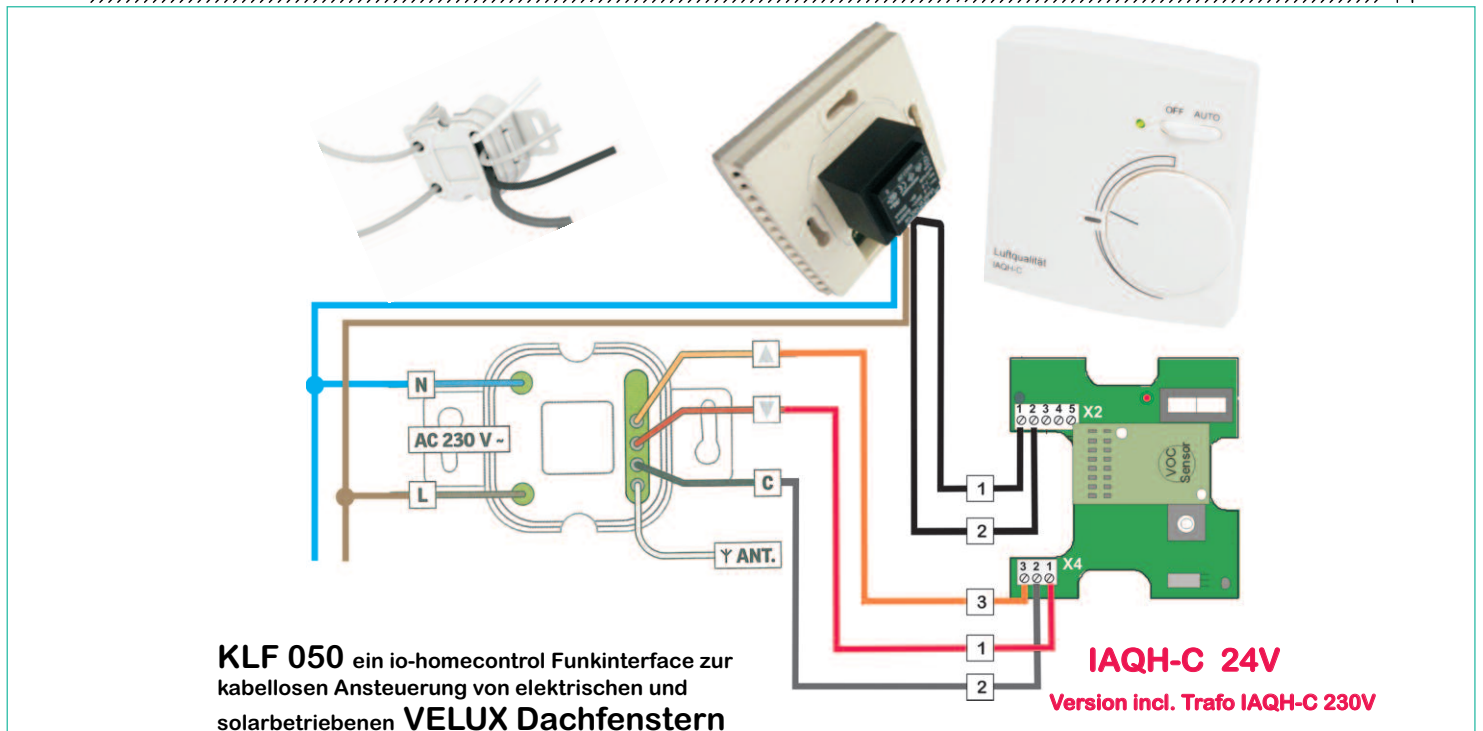 OFF AUTO
Luftqualität
IAQH-C
N
AC 230 V ~
L
C
ANT.
1 2 3 4 5 X2
VOC
Sensor
1
2
3 2 1 X4
3
1
2
KLF 050 ein io-homecontrol Funkinterface zur
kabellosen Ansteuerung von elektrischen und
solarbetriebenen VELUX Dachfenstern
IAQH-C 24V
Version incl. Trafo IAQH-C 230V